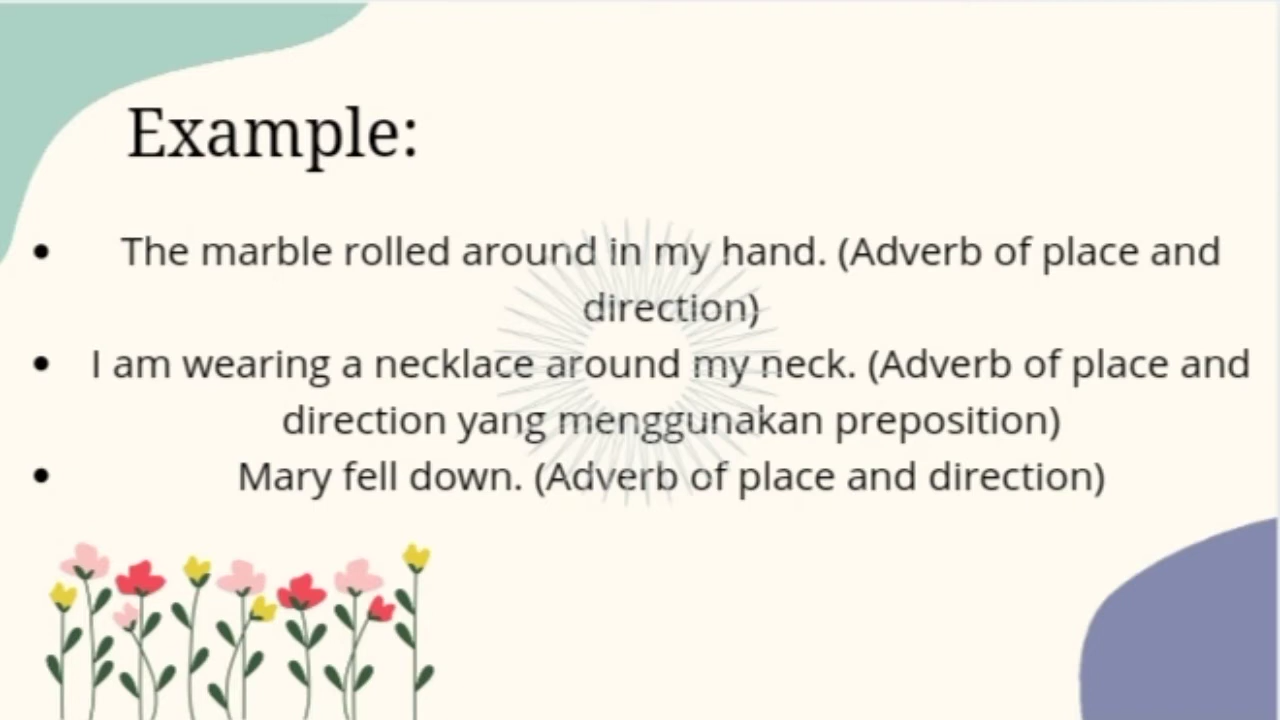 Example:
• The marble rolled around in my hand. (Adverb of place and
direction)
• I am wearing a necklace around my neck. (Adverb of place and
direction yang menggunakan preposition)
• Mary fell down. (Adverb of place and direction)